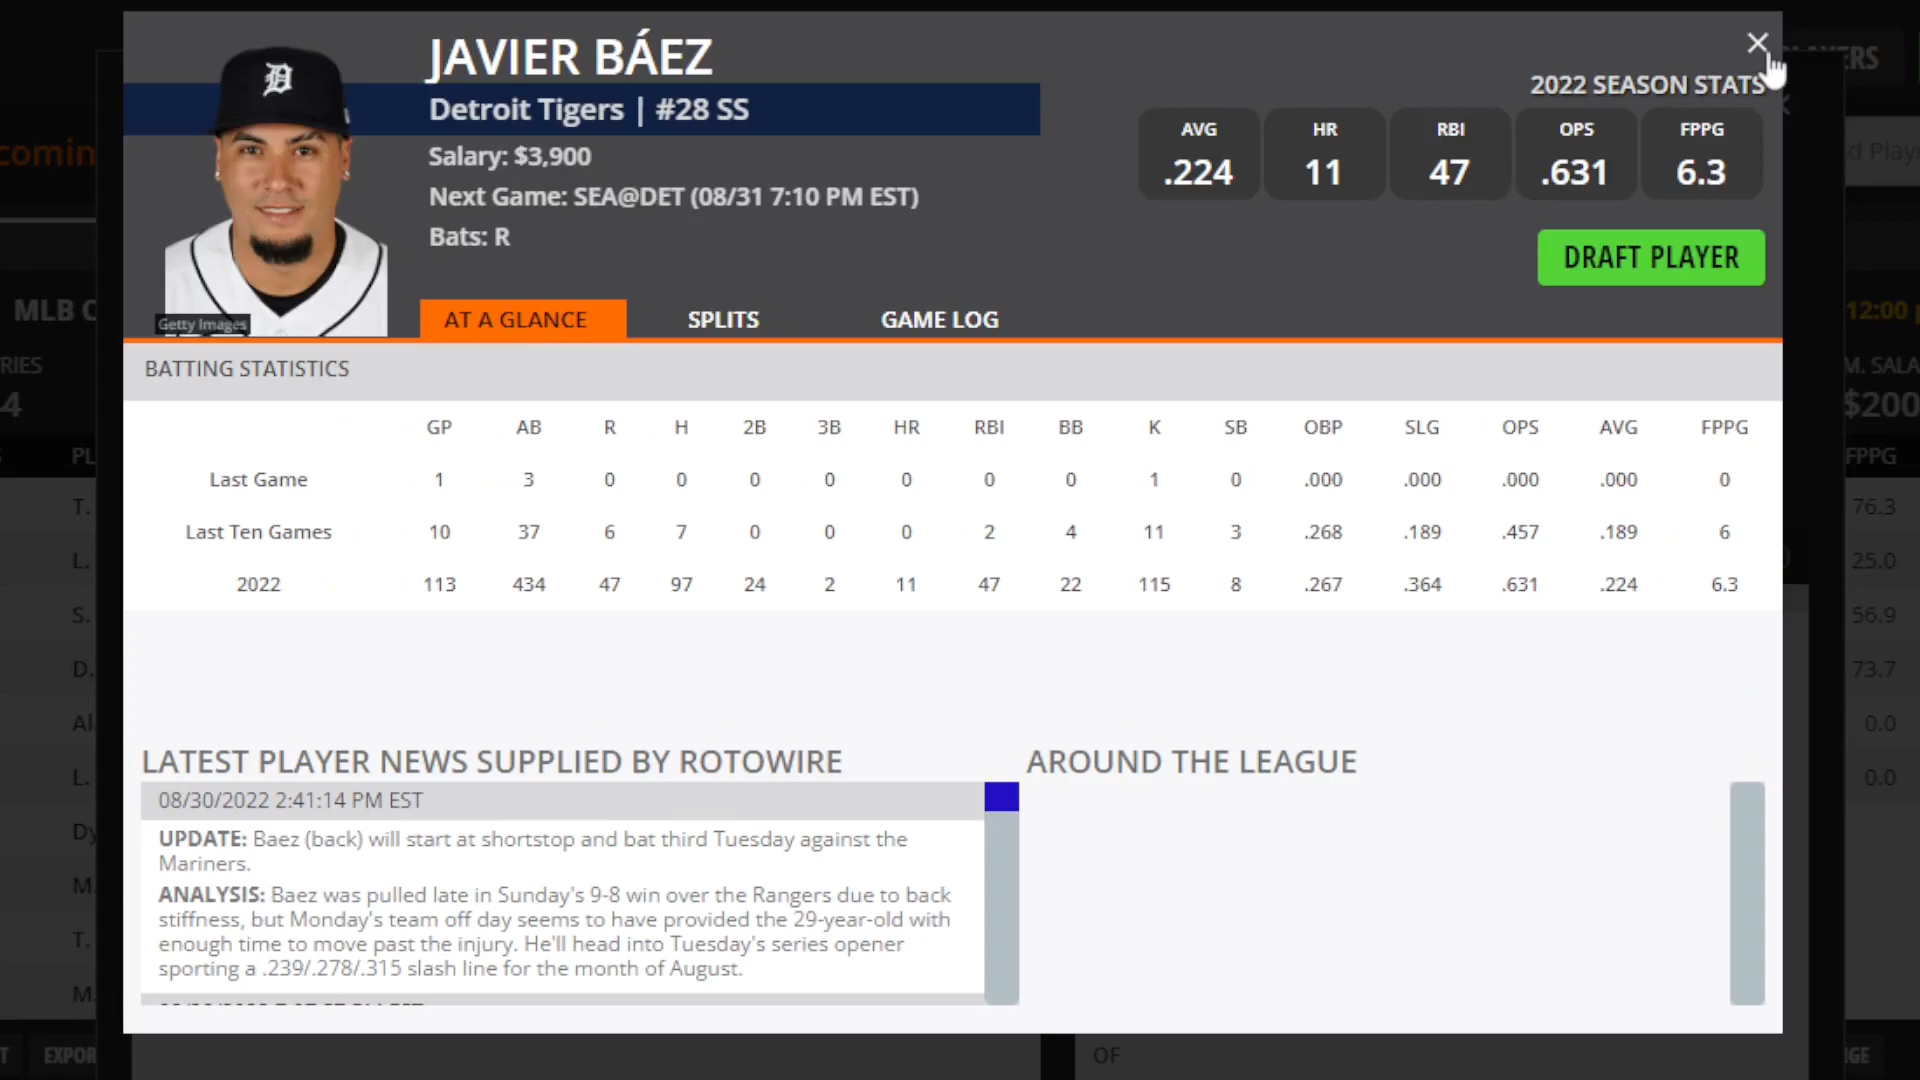 JAVIER BÁEZ
Detroit Tigers | #28 SS
Salary: $3,900
Next Game: SEA@DET (08/31 7:10 PM EST)
Bats: R
2022 SEASON STATS
AVG HR RBI OPS FPPG
.224 11 47 .631 6.3
DRAFT PLAYER
Getty Images
AT A GLANCE SPLITS GAME LOG
BATTING STATISTICS
GP AB R H 2B 3B HR RBI BB K SB OBP SLG OPS AVG FPPG
Last Game 1 3 0 0 0 0 0 0 0 1 0 .000 .000 .000 .000 0
Last Ten Games 10 37 6 7 0 0 0 2 4 11 3 .268 .189 .457 .189 6
2022 113 434 47 97 24 2 11 47 22 115 8 .267 .364 .631 .224 6.3
LATEST PLAYER NEWS SUPPLIED BY ROTOWIRE
08/30/2022 2:41:14 PM EST
UPDATE: Baez (back) will start at shortstop and bat third Tuesday against the
Mariners.
ANALYSIS: Baez was pulled late in Sunday's 9-8 win over the Rangers due to back
stiffness, but Monday's team off day seems to have provided the 29-year-old with
enough time to move past the injury. He'll head into Tuesday's series opener
sporting a .239/.278/.315 slash line for the month of August.
AROUND THE LEAGUE
MLB C
12:00
$200
FPPG
76.3
T.
25.0
L.
56.9
S.
73.7
D.
0.0
Al
0.0
L.
Dy
M.
T.
M.
EXPOR
OF